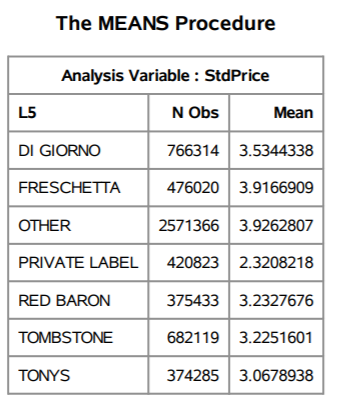 The MEANS Procedure
Analysis Variable : StdPrice
L5 N Obs Mean
DI GIORNO 766314 3.5344338
FRESCHETTA 476020 3.9166909
OTHER 2571366 3.9262807
PRIVATE LABEL 420823 2.3208218
RED BARON 375433 3.2327676
TOMBSTONE 682119 3.2251601
TONYS 374285 3.0678938